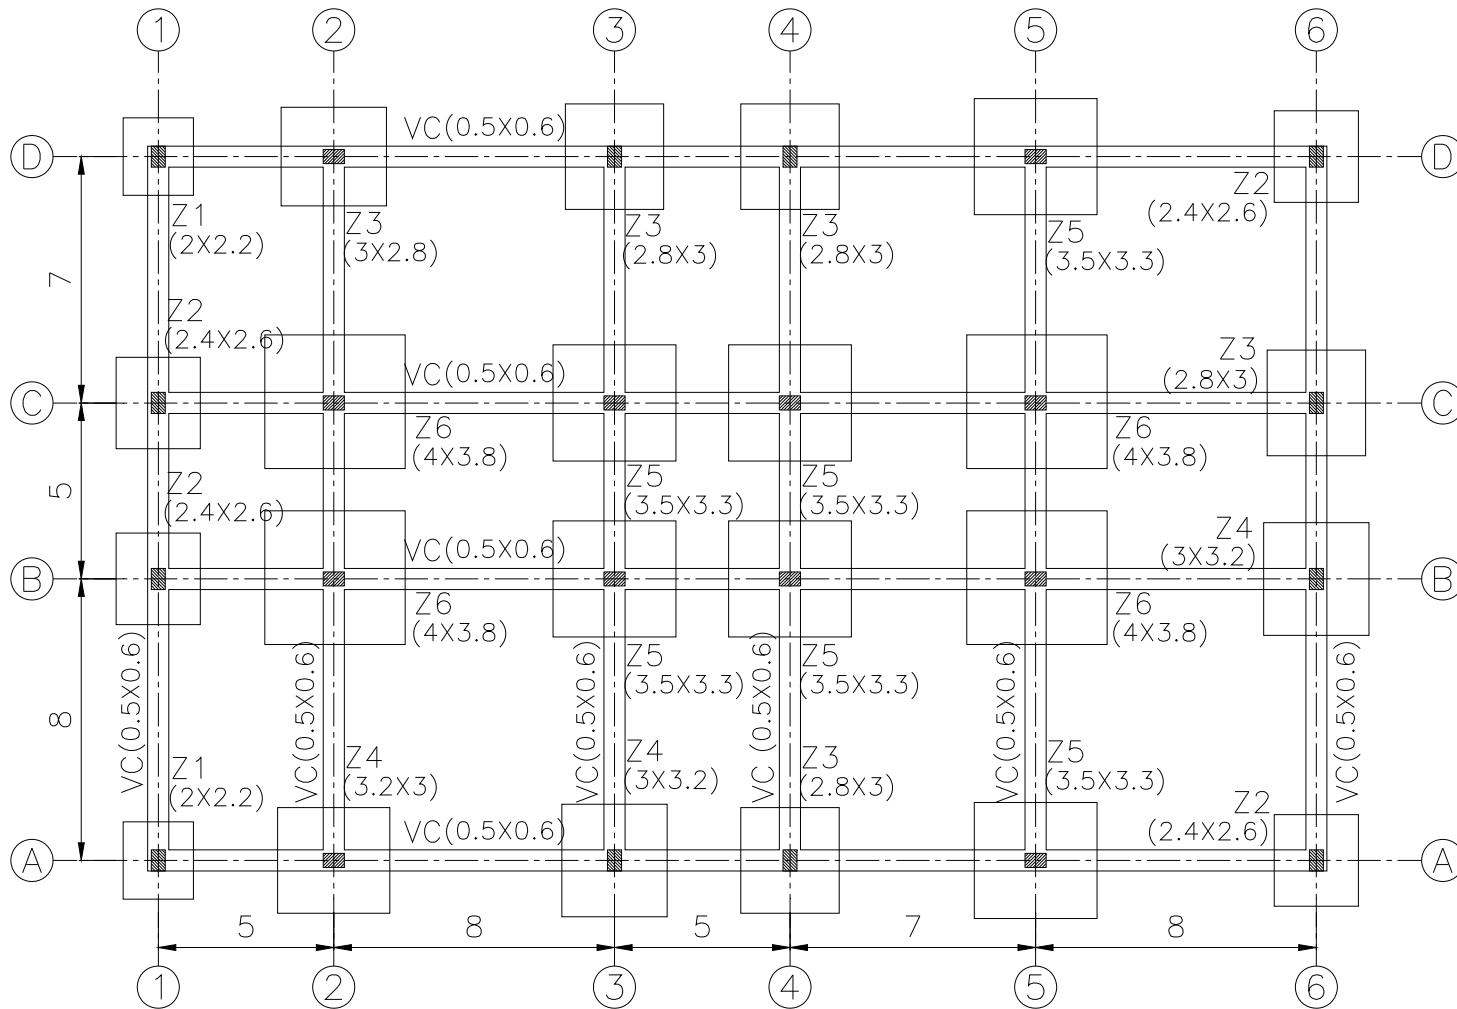 1 2 3 4 5 6
VC(0.5X0.6)
D D
Z2
(2.4X2.6)
Z1
(2X2.2)
Z3
(3X2.8)
Z3
(2.8X3)
Z3
(2.8X3)
Z5
(3.5X3.3)
7
Z2
(2.4X2.6)
VC(0.5X0.6)
Z3
(2.8X3)
C C
Z6
(4X3.8)
Z6
(4X3.8)
5
Z2
(2.4X2.6)
Z5
(3.5X3.3)
Z5
(3.5X3.3)
VC(0.5X0.6)
Z4
(3X3.2)
B B
Z6
(4X3.8)
Z6
(4X3.8)
Z5
(3.5X3.3)
Z5
(3.5X3.3)
8
VC(0.5X0.6)
VC(0.5X0.6)
VC(0.5X0.6)
VC (0.5X0.6)
VC(0.5X0.6)
VC(0.5X0.6)
Z1
(2X2.2)
Z4
(3.2X3)
Z4
(3X3.2)
Z3
(2.8X3)
Z5
(3.5X3.3)
Z2
(2.4X2.6)
VC(0.5X0.6)
A A
5 8 5 7 8
1 2 3 4 5 6